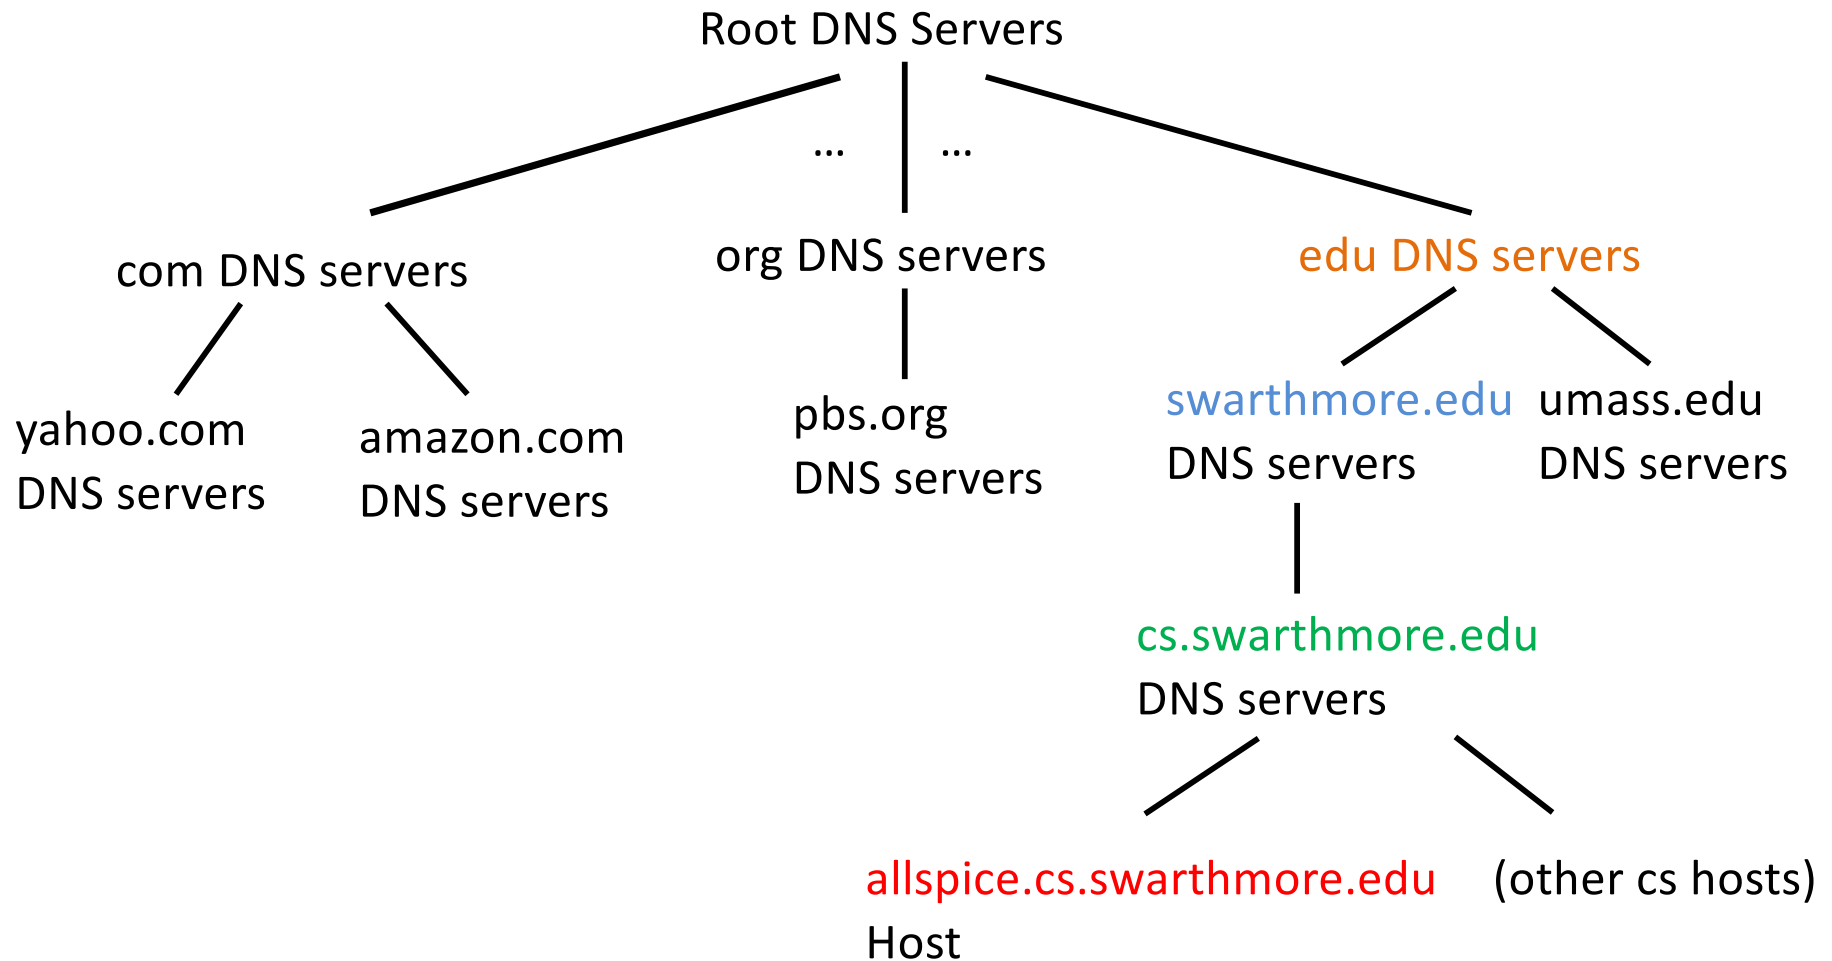 Root DNS Servers
...
...
com DNS servers
org DNS servers
edu DNS servers
yahoo.com
DNS servers
amazon.com
DNS servers
pbs.org
DNS servers
swarthmore.edu
DNS servers
umass.edu
DNS servers
cs.swarthmore.edu
DNS servers
allspice.cs.swarthmore.edu
Host
(other cs hosts)